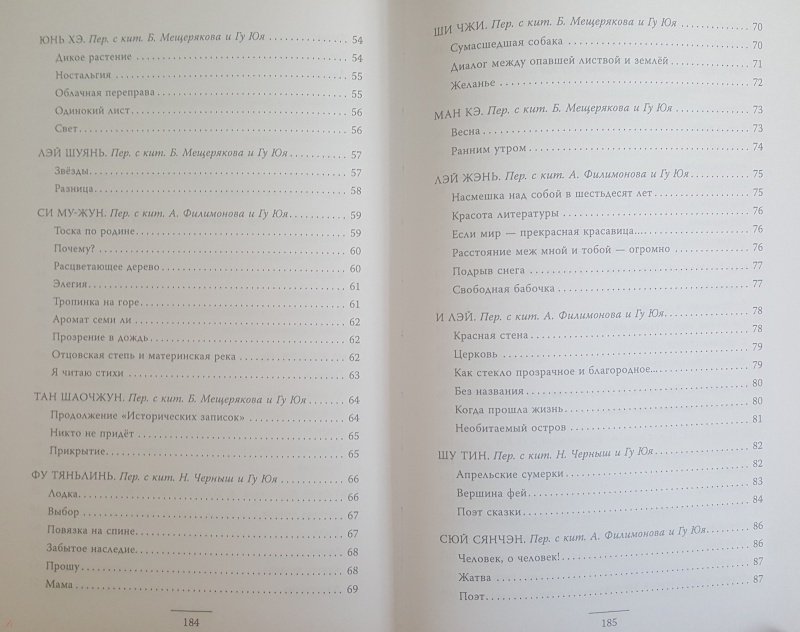 ЮНЬ ХЭ. Пер. с кит. Б. Мещерякова и Гу Юя 54
Дикое растение 54
Ностальгия 55
Облачная переправа 55
Одинокий лист 56
Свет 56
ЛЭЙ ШУЯНЬ. Пер. с кит. Б. Мещерякова и Гу Юя 57
Звёзды 57
Разница 58
СИ МУ-ЖУН. Пер. с кит. А. Филимонова и Гу Юя 59
Тоска по родине 59
Почему? 60
Расцветающее дерево 60
Элегия 61
Тропинка на горе 61
Аромат семи ли 62
Прозрение в дождь 62
Отцовская степь и материнская река 62
Я читаю стихи 63
ТАН ШАОЧЖУН. Пер. с кит. Б. Мещерякова и Гу Юя 64
Продолжение «Исторических записок» 64
Никто не придёт 65
Прикрытие 65
ФУ ТЯНЬЛИНЬ. Пер. с кит. Н. Черныш и Гу Юя 66
Лодка 66
Выбор 67
Повязка на спине 67
Забытое наследие 68
Прошу 68
Мама 69
184
ШИ ЧЖИ. Пер. с кит. Б. Мещерякова и Гу Юя 70
Сумасшедшая собака 70
Диалог между опавшей листвой и землёй 71
Желанье 72
МАН КЭ. Пер. с кит. Б. Мещерякова и Гу Юя 73
Весна 73
Ранним утром 74
ЛЭЙ ЖЭНЬ. Пер. с кит. А. Филимонова и Гу Юя 75
Насмешка над собой в шестьдесят лет 75
Красота литературы 76
Если мир — прекрасная красавица... 76
Расстояние меж мной и тобой — огромно 76
Подрыв снега 77
Свободная бабочка 77
И ЛЭЙ. Пер. с кит. А. Филимонова и Гу Юя 78
Красная стена 78
Церковь 79
Как стекло прозрачное и благородное... 79
Без названия 80
Когда прошла жизнь 80
Необитаемый остров 81
ШУ ТИН. Пер. с кит. Н. Черныш и Гу Юя 82
Апрельские сумерки 82
Вершина фей 83
Поэт сказки 84
СЮЙ СЯНЧЭН. Пер. с кит. А. Филимонова и Гу Юя 86
Человек, о человек! 86
Жатва 87
Поэт 87
185